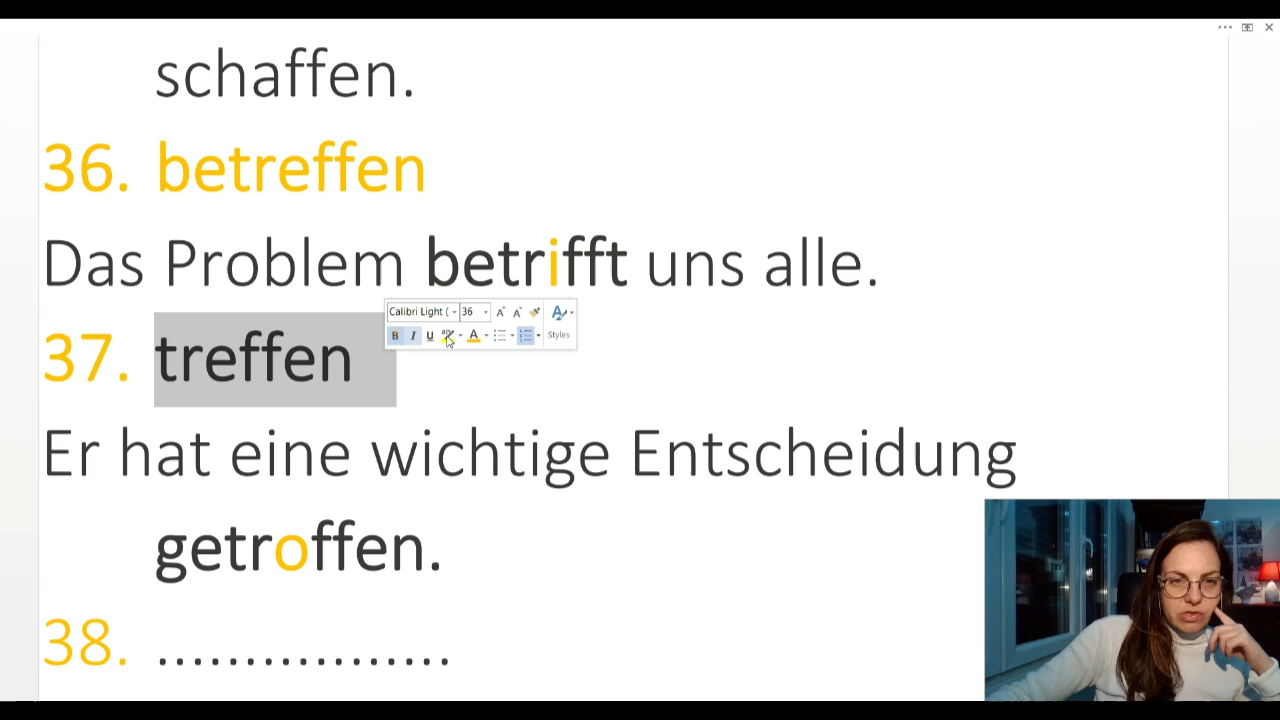 schaffen.
36. betreffen
Das Problem betrifft uns alle.
Calibri Light ( 36
B I U A Styles
37. treffen
Er hat eine wichtige Entscheidung
getroffen.
38. .................